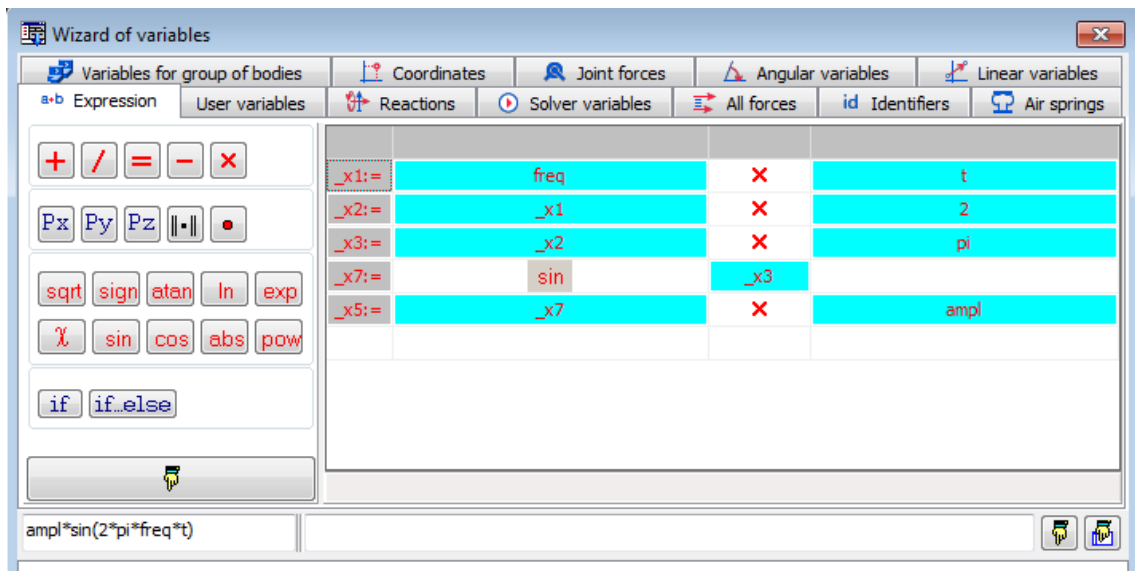 Wizard of variables
Variables for group of bodies Coordinates Joint forces Angular variables Linear variables
a+b Expression User variables Reactions Solver variables All forces id Identifiers Air springs
+ / = − ×
_x1:= freq × t
_x2:= _x1 × 2
Px Py Pz ‖▪‖ •
_x3:= _x2 × pi
_x7:= sin _x3
sqrt sign atan ln exp
_x5:= _x7 × ampl
χ sin cos abs pow
if if…else
ampl*sin(2*pi*freq*t)